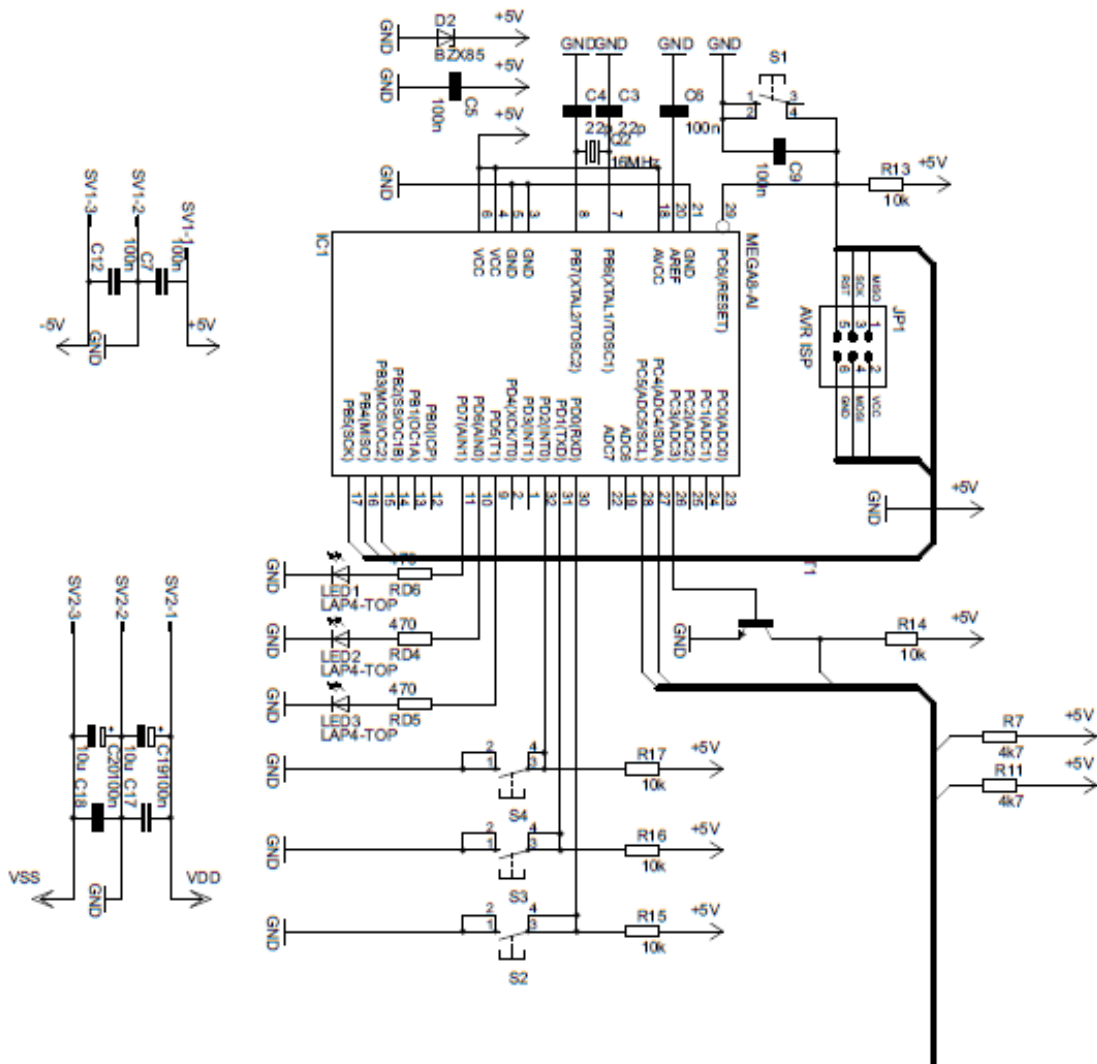 D2
+5V
GND
BZX85
+5V
GND
C5
100n
+5V
GND
GND
GND
GND
GND
S1
1
3
2
4
C4
C3
C6
22p
22p
100n
Q2
16MHz
C9
100n
R13
+5V
10k
GND
SV1-3
SV1-2
SV1-1
C12
100n
C7
100n
-5V
GND
+5V
6
4
5
3
8
7
18
20
21
29
IC1
MEGA8-AI
VCC
VCC
GND
GND
PB7(XTAL2/TOSC2)
PB6(XTAL1/TOSC1)
AVCC
AREF
GND
PC6(/RESET)
RST
SCK
MISO
5
3
1
6
4
2
JP1
AVR ISP
GND
MOSI
VCC
PB5(SCK)
PB4(MISO)
PB3(MOSI/OC2)
PB2(SS/OC1B)
PB1(OC1A)
PB0(ICP)
PD7(AIN1)
PD6(AIN0)
PD5(T1)
PD4(XCK/T0)
PD3(INT1)
PD2(INT0)
PD1(TXD)
PD0(RXD)
ADC7
ADC6
PC5(ADC5/SCL)
PC4(ADC4/SDA)
PC3(ADC3)
PC2(ADC2)
PC1(ADC1)
PC0(ADC0)
17
16
15
14
13
12
11
10
9
2
1
32
31
30
22
19
28
27
26
25
24
23
GND
+5V
GND
LED1
RD6
LAP4-TOP
GND
470
LED2
RD4
LAP4-TOP
GND
470
LED3
RD5
LAP4-TOP
T1
GND
R14
+5V
10k
R7
+5V
4k7
R11
+5V
4k7
SV2-3
SV2-2
SV2-1
10u
C20
100n
10u
C19
100n
C18
C17
VSS
GND
VDD
GND
2
1
4
3
S4
R17
+5V
10k
GND
2
1
4
3
S3
R16
+5V
10k
GND
2
1
4
3
S2
R15
+5V
10k